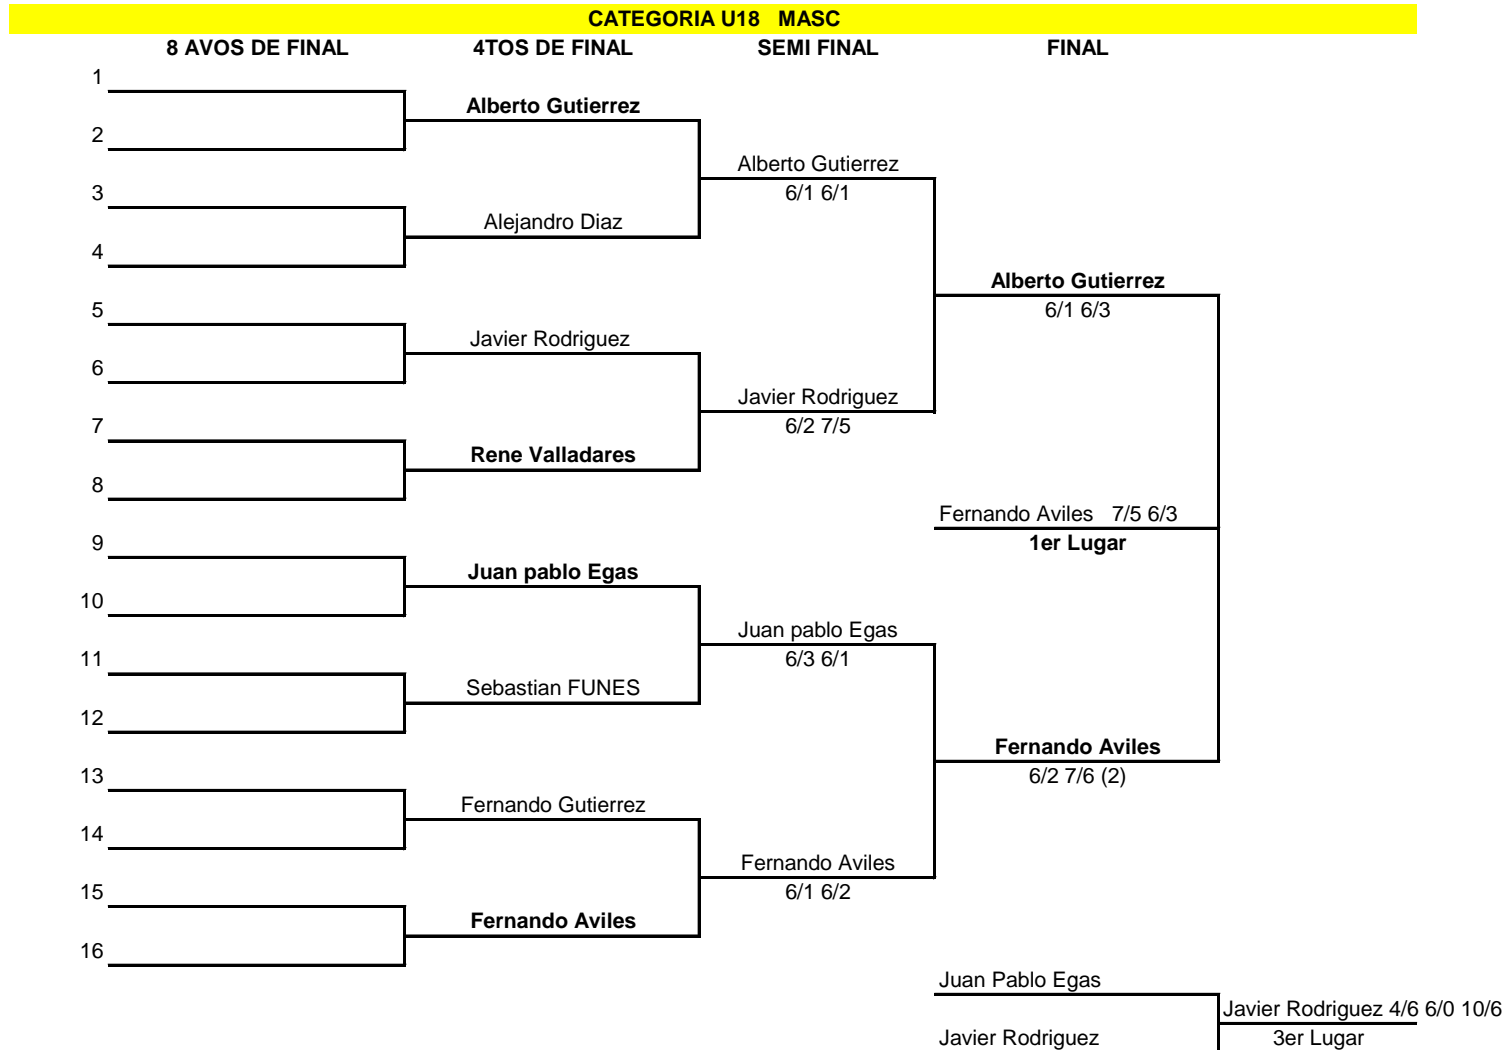 CATEGORIA U18 MASC
8 AVOS DE FINAL 4TOS DE FINAL SEMI FINAL FINAL
1
Alberto Gutierrez
2
Alberto Gutierrez
3 6/1 6/1
Alejandro Diaz
4
Alberto Gutierrez
5 6/1 6/3
Javier Rodriguez
6
Javier Rodriguez
7 6/2 7/5
Rene Valladares
8
Fernando Aviles 7/5 6/3
9 1er Lugar
Juan pablo Egas
10
Juan pablo Egas
11 6/3 6/1
Sebastian FUNES
12
Fernando Aviles
13 6/2 7/6 (2)
Fernando Gutierrez
14
Fernando Aviles
15 6/1 6/2
Fernando Aviles
16
Juan Pablo Egas
Javier Rodriguez 4/6 6/0 10/6
Javier Rodriguez 3er Lugar